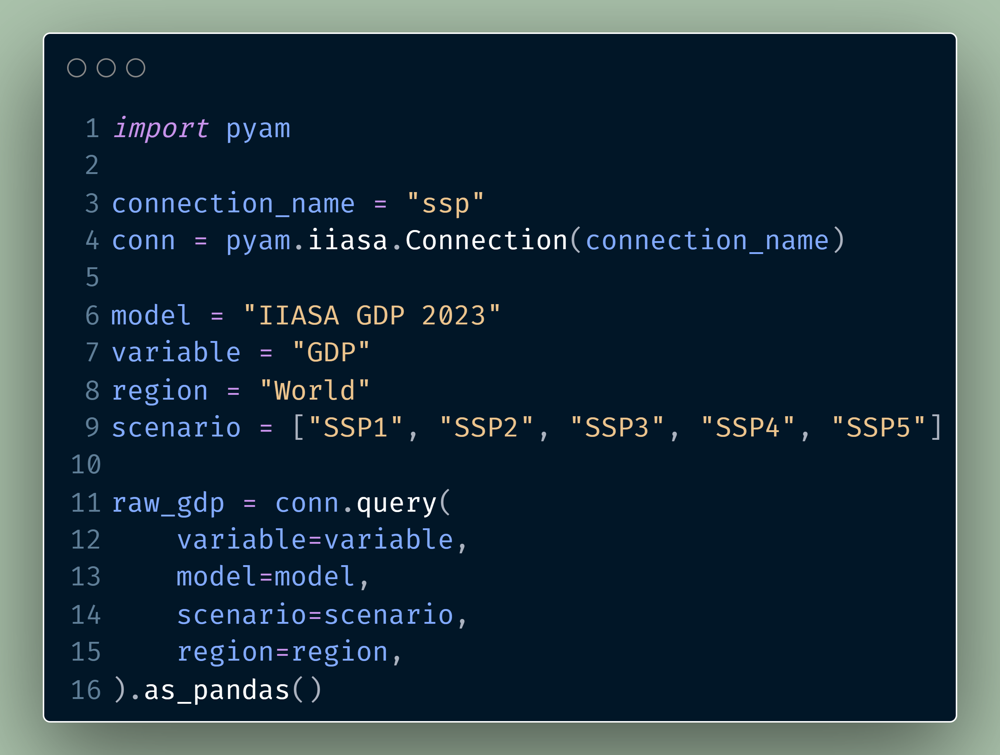 1 import pyam
2
3 connection_name = "ssp"
4 conn = pyam.iiasa.Connection(connection_name)
5
6 model = "IIASA GDP 2023"
7 variable = "GDP"
8 region = "World"
9 scenario = ["SSP1", "SSP2", "SSP3", "SSP4", "SSP5"]
10
11 raw_gdp = conn.query(
12     variable=variable,
13     model=model,
14     scenario=scenario,
15     region=region,
16 ).as_pandas()